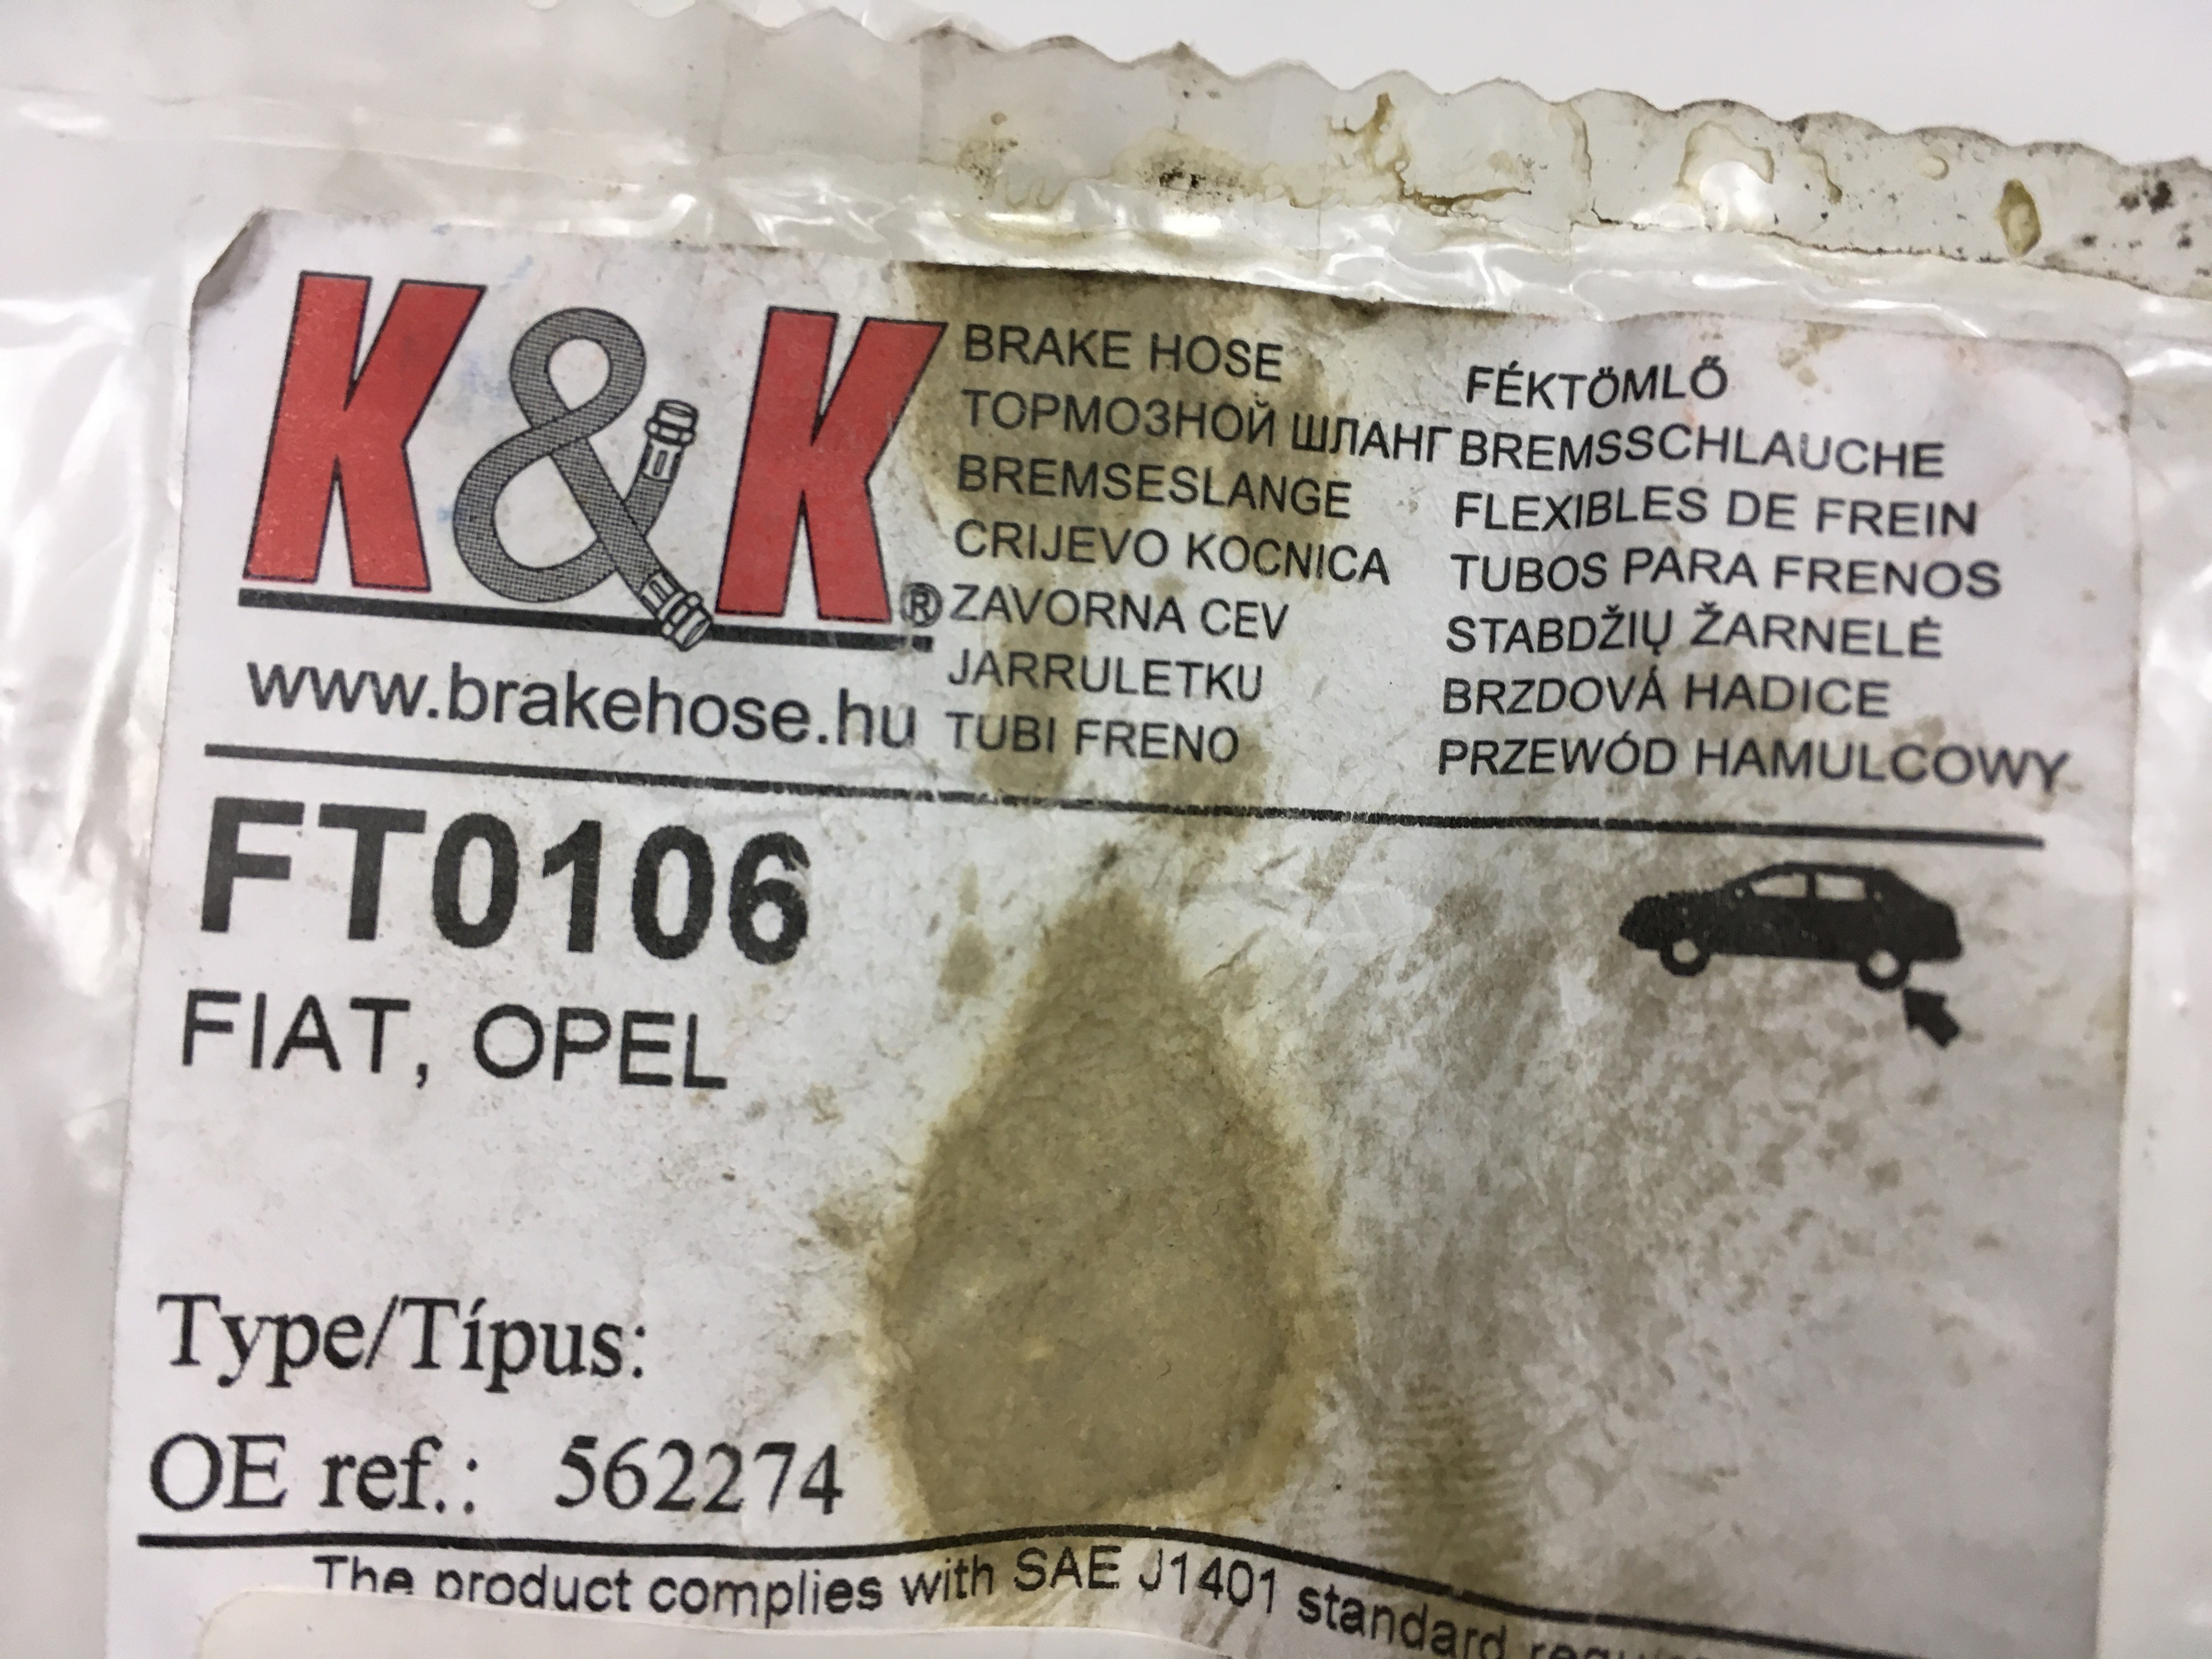 K&K®
www.brakehose.hu
BRAKE HOSE
ТОРМОЗНОЙ ШЛАНГ
BREMSESLANGE
CRIJEVO KOCNICA
ZAVORNA CEV
JARRULETKU
TUBI FRENO
FÉKTÖMLŐ
BREMSSCHLAUCHE
FLEXIBLES DE FREIN
TUBOS PARA FRENOS
STABDŽIŲ ŽARNELĖ
BRZDOVÁ HADICE
PRZEWÓD HAMULCOWY
FT0106
FIAT, OPEL
Type/Típus:
OE ref.: 562274
The product complies with SAE J1401 standard